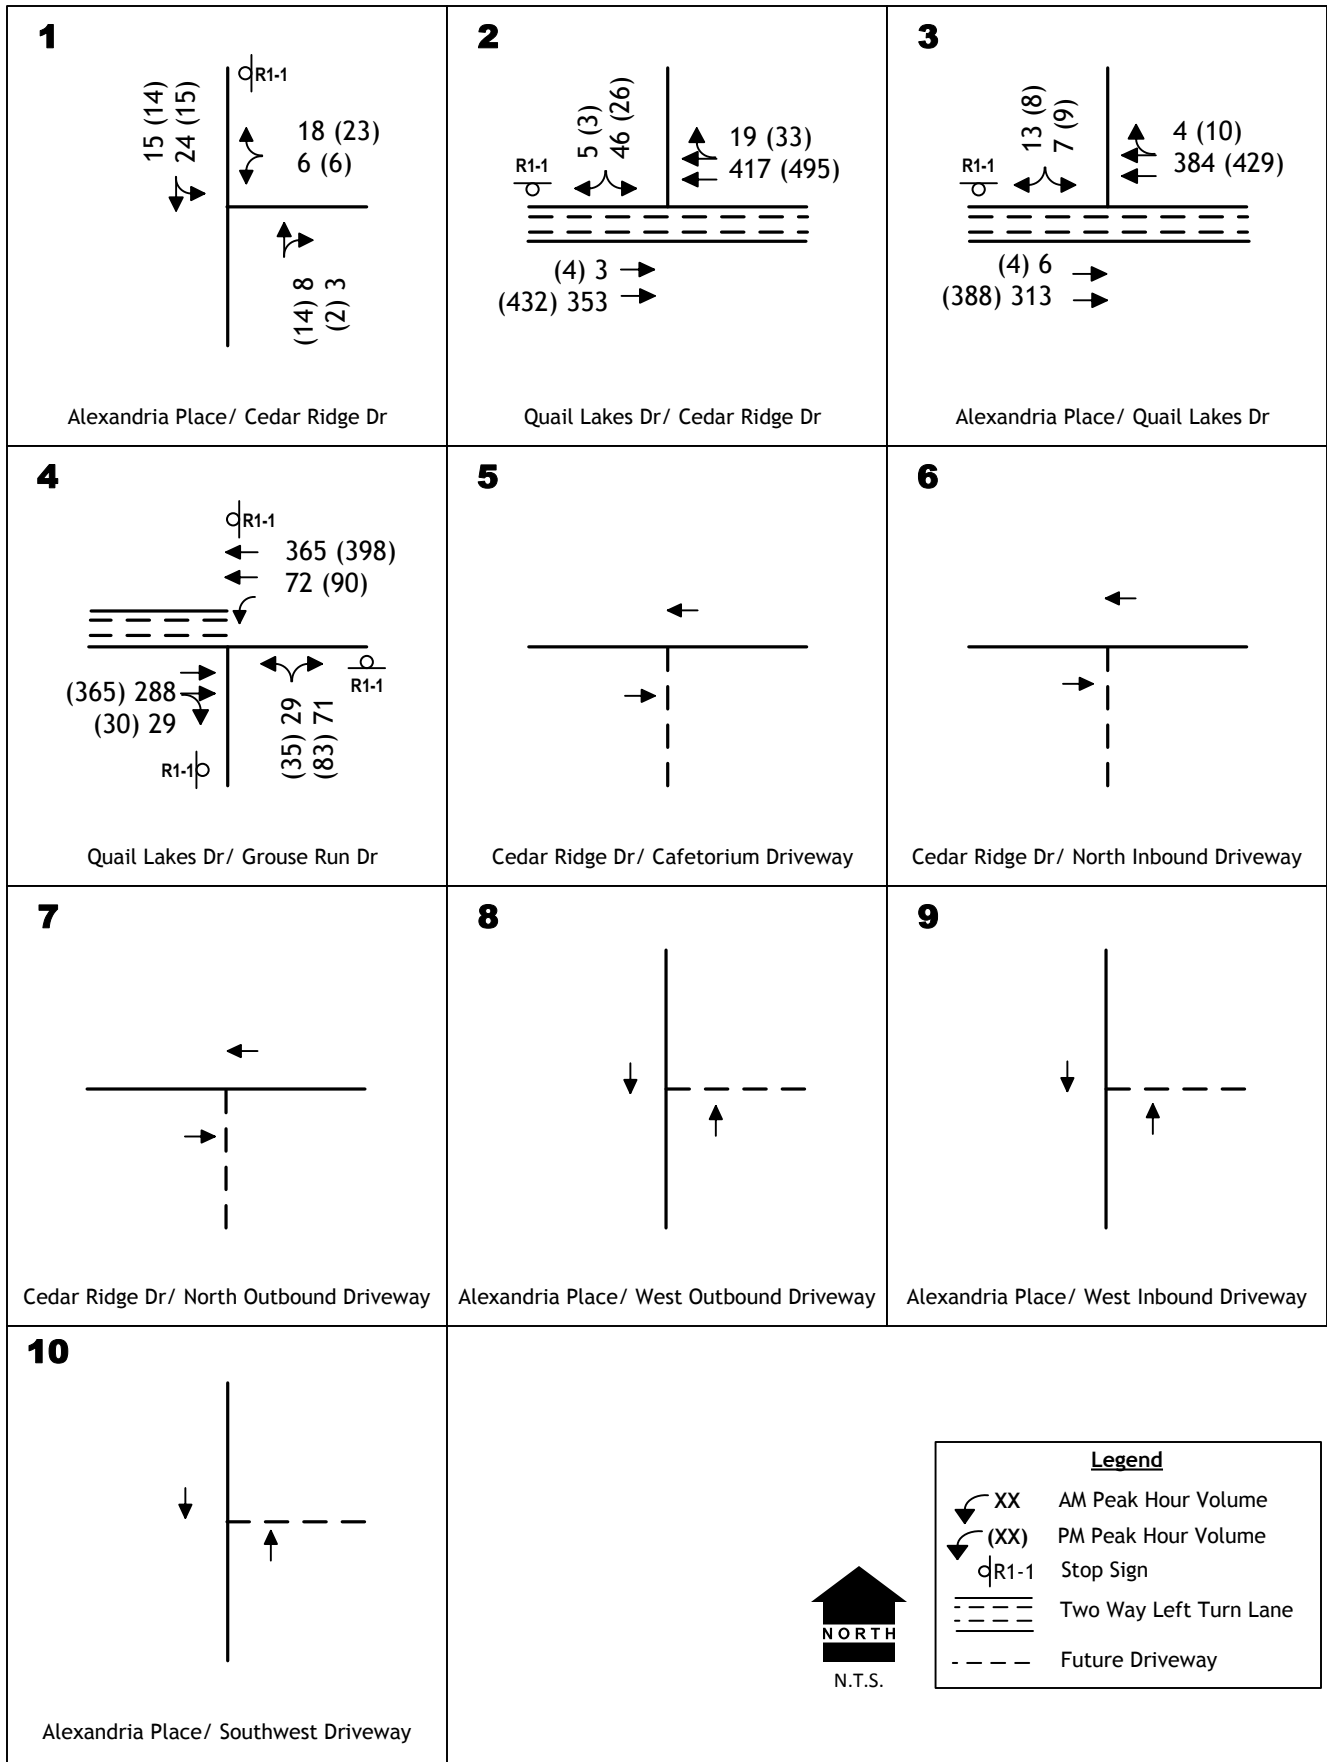 1
R1-1
15 (14)
24 (15)
18 (23)
6 (6)
(14) 8
(2) 3
Alexandria Place/ Cedar Ridge Dr
2
R1-1
5 (3)
46 (26)
19 (33)
417 (495)
(4) 3
(432) 353
Quail Lakes Dr/ Cedar Ridge Dr
3
R1-1
13 (8)
7 (9)
4 (10)
384 (429)
(4) 6
(388) 313
Alexandria Place/ Quail Lakes Dr
4
R1-1
365 (398)
72 (90)
(365) 288
(30) 29
R1-1
(35) 29
(83) 71
R1-1
Quail Lakes Dr/ Grouse Run Dr
5
Cedar Ridge Dr/ Cafetorium Driveway
6
Cedar Ridge Dr/ North Inbound Driveway
7
Cedar Ridge Dr/ North Outbound Driveway
8
Alexandria Place/ West Outbound Driveway
9
Alexandria Place/ West Inbound Driveway
10
Alexandria Place/ Southwest Driveway
NORTH
N.T.S.
Legend
XX AM Peak Hour Volume
(XX) PM Peak Hour Volume
R1-1 Stop Sign
Two Way Left Turn Lane
Future Driveway